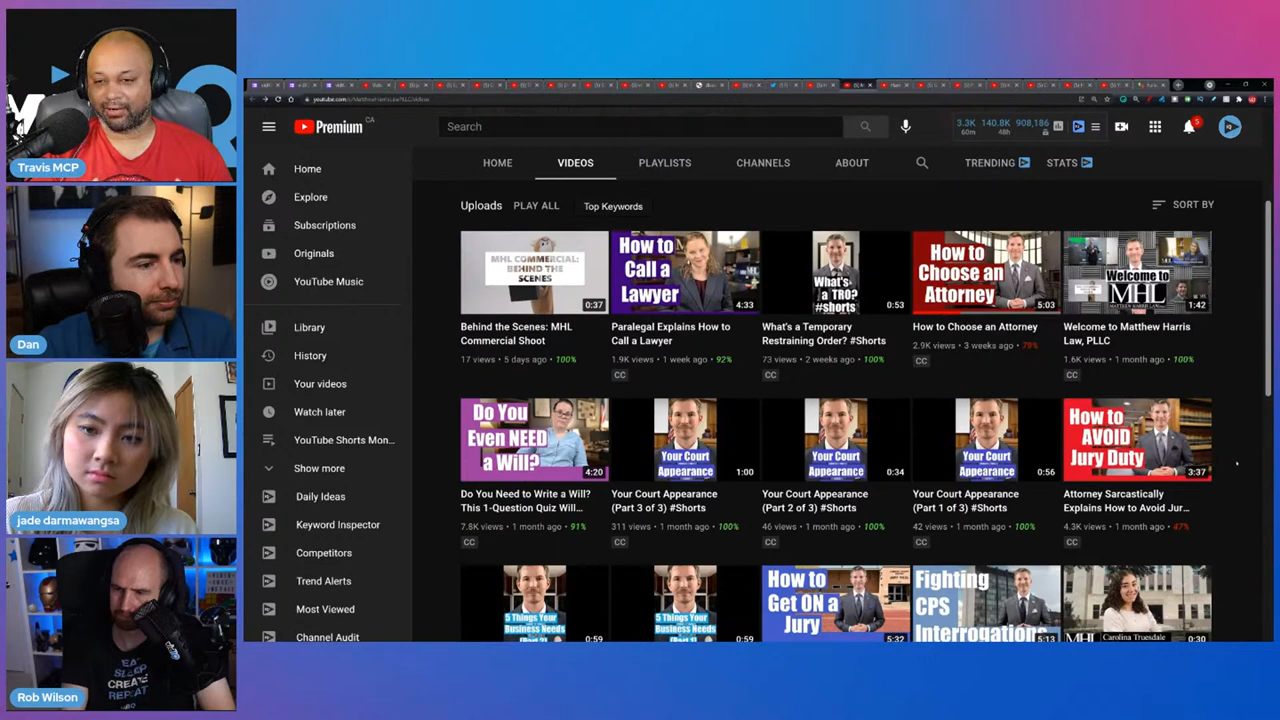 Travis MCP
Dan
jade darmawangsa
EAT
SLEEP
CREATE
REPEAT
Rob Wilson
Premium
CA
Search
3.3K 140.8K 908,186
60m 48h
5
HOME
VIDEOS
PLAYLISTS
CHANNELS
ABOUT
TRENDING
STATS
Home
Explore
Subscriptions
Originals
YouTube Music
Library
History
Your videos
Watch later
YouTube Shorts Mon...
Show more
Daily Ideas
Keyword Inspector
Competitors
Trend Alerts
Most Viewed
Channel Audit
Uploads
PLAY ALL
Top Keywords
SORT BY
MHL COMMERCIAL:
BEHIND THE
SCENES
0:37
Behind the Scenes: MHL
Commercial Shoot
17 views • 5 days ago • 100%
How to
Call a
Lawyer
4:33
Paralegal Explains How to
Call a Lawyer
1.9K views • 1 week ago • 92%
CC
What's
a TRO?
#shorts
0:53
What's a Temporary
Restraining Order? #Shorts
73 views • 2 weeks ago • 100%
CC
How to
Choose an
Attorney
5:03
How to Choose an Attorney
2.9K views • 3 weeks ago • 79%
CC
Welcome to
MHL
1:42
Welcome to Matthew Harris
Law, PLLC
1.6K views • 1 month ago • 100%
CC
Do You
Even NEED
a Will?
4:20
Do You Need to Write a Will?
This 1-Question Quiz Will...
7.8K views • 1 month ago • 91%
CC
Your Court
Appearance
1:00
Your Court Appearance
(Part 3 of 3) #Shorts
311 views • 1 month ago • 100%
CC
Your Court
Appearance
0:34
Your Court Appearance
(Part 2 of 3) #Shorts
46 views • 1 month ago • 100%
CC
Your Court
Appearance
0:56
Your Court Appearance
(Part 1 of 3) #Shorts
42 views • 1 month ago • 100%
CC
How to
AVOID
Jury Duty
3:37
Attorney Sarcastically
Explains How to Avoid Jur...
4.3K views • 1 month ago • 47%
CC
5 Things Your
Business Needs
0:59
5 Things Your
Business Needs
0:59
How to
Get ON a
Jury
5:32
Fighting
CPS
Interrogations
5:13
MHL
Carolina Truesdale
0:30